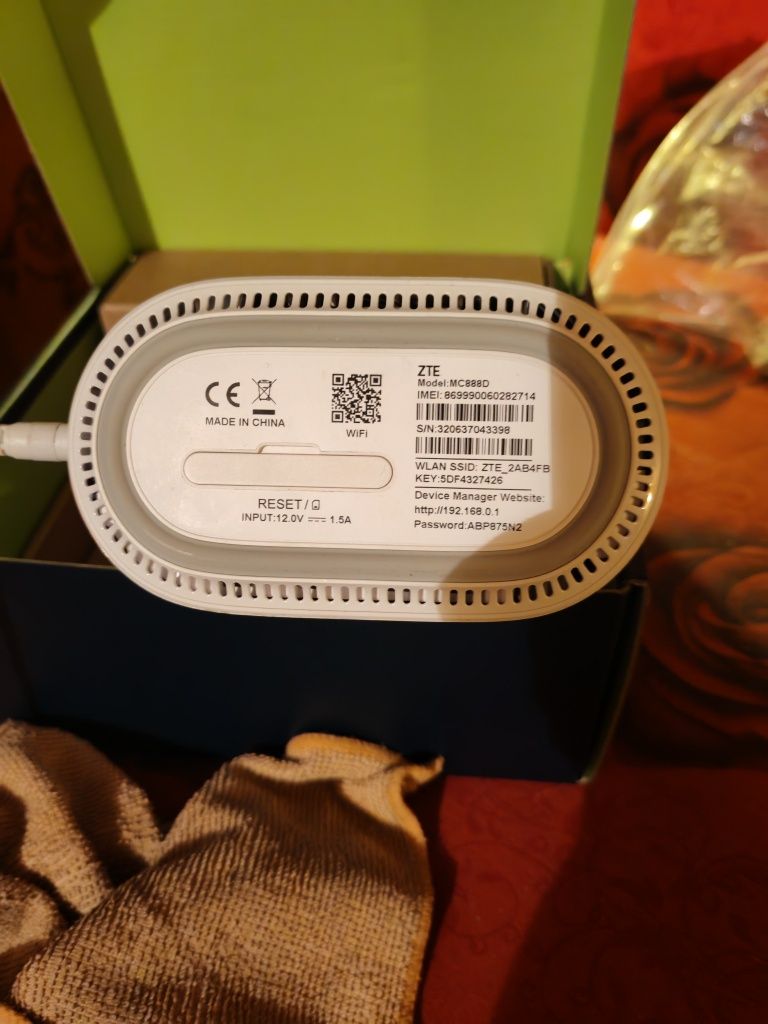 CE
MADE IN CHINA
WiFi
RESET /
INPUT:12.0V 1.5A
ZTE
Model:MC888D
IMEI: 869990060282714
S/N:320637043398
WLAN SSID: ZTE_2AB4FB
KEY:5DF4327426
Device Manager Website:
http://192.168.0.1
Password:ABP875N2